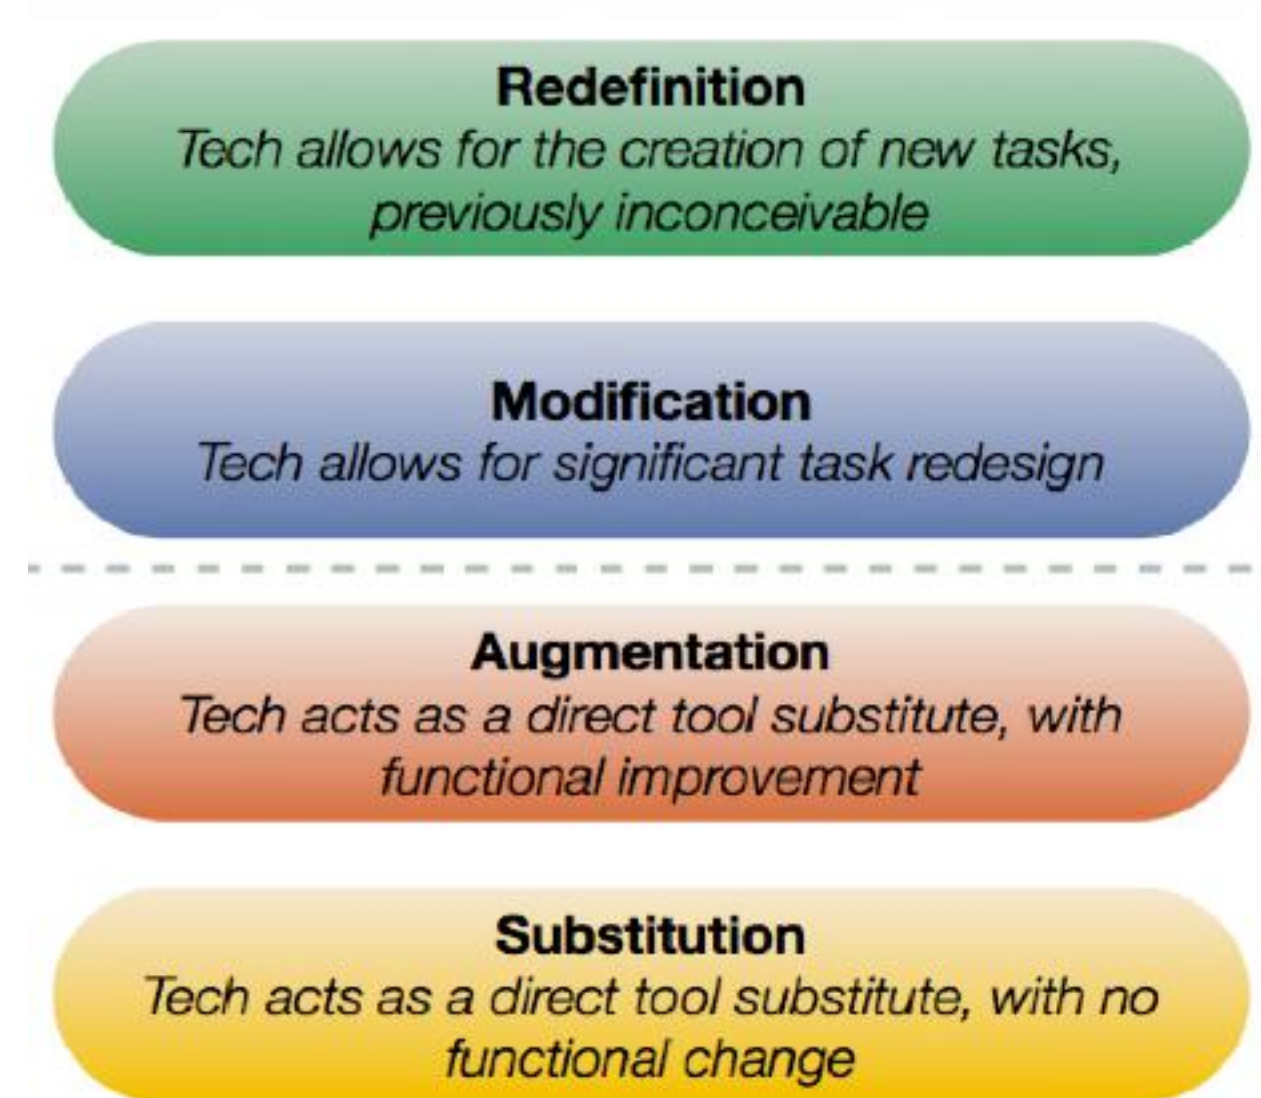 Redefinition
Tech allows for the creation of new tasks,
previously inconceivable
Modification
Tech allows for significant task redesign
Augmentation
Tech acts as a direct tool substitute, with
functional improvement
Substitution
Tech acts as a direct tool substitute, with no
functional change